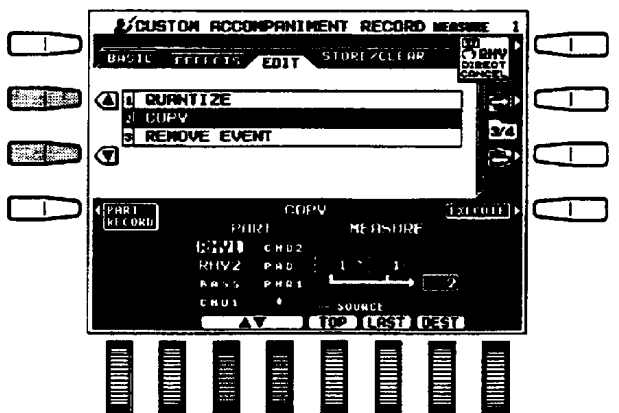 CUSTOM ACCOMPANIMENT RECORD MEASURE 1
BASIC EFFECTS EDIT STORE/CLEAR
RHY
DIRECT
CANCEL
1 QUANTIZE
2 COPY
3 REMOVE EVENT
3/4
PART
RECORD
COPY
EXECUTE
PART MEASURE
RHY1 CHD2
RHY2 PAD 1 1
BASS PHR1 2
CHD1
SOURCE
▲▼ TOP LAST DEST